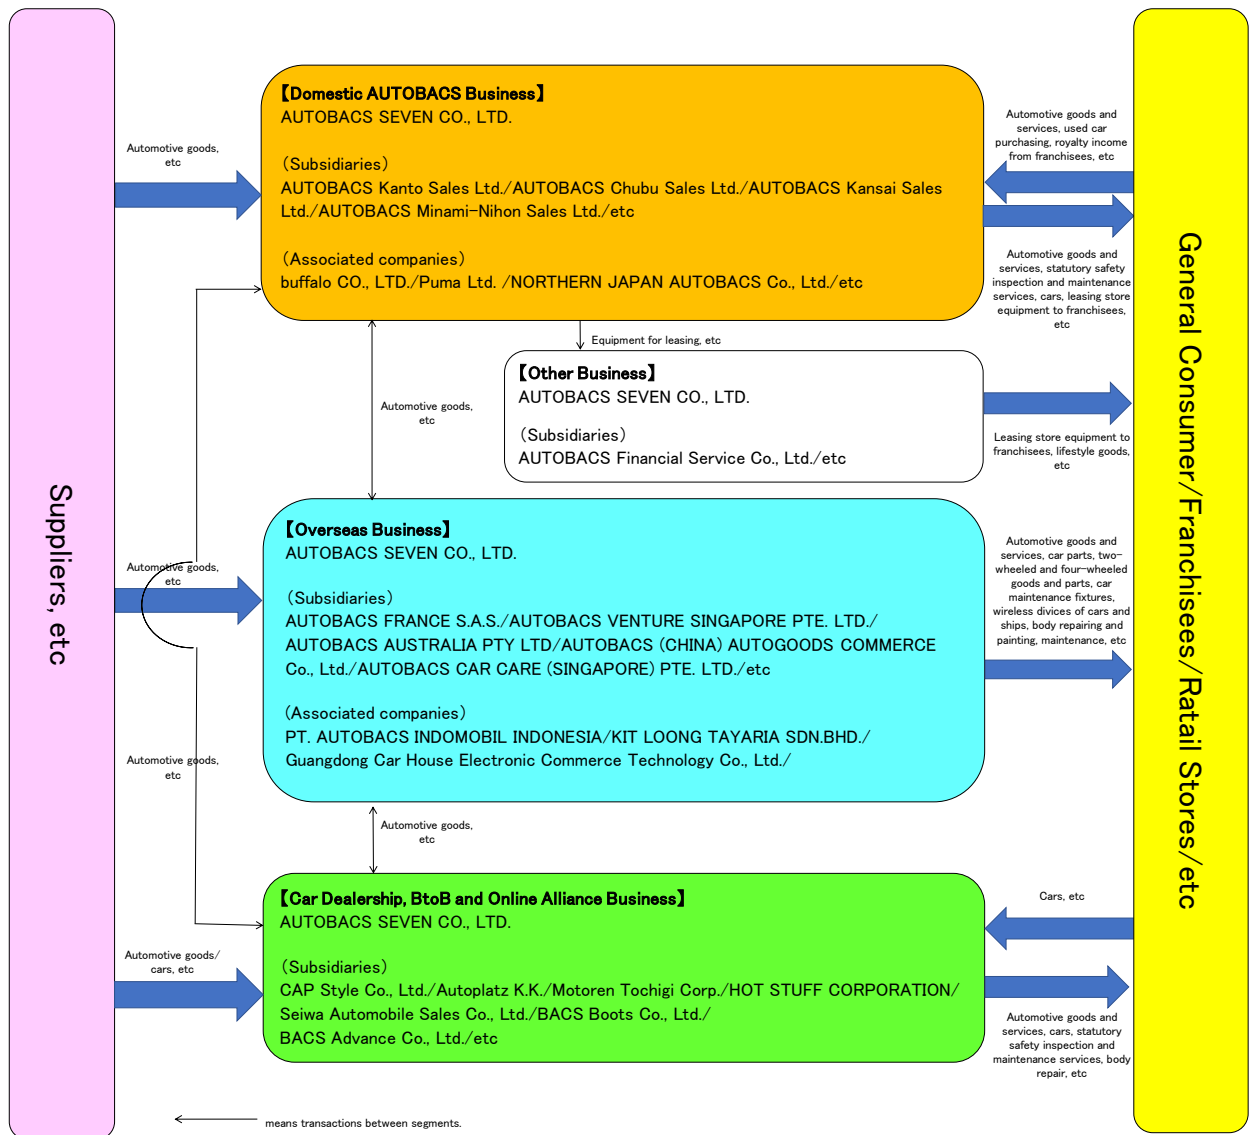 Suppliers, etc
Automotive goods,
etc
【Domestic AUTOBACS Business】
AUTOBACS SEVEN CO., LTD.
（Subsidiaries）
AUTOBACS Kanto Sales Ltd./AUTOBACS Chubu Sales Ltd./AUTOBACS Kansai Sales
Ltd./AUTOBACS Minami-Nihon Sales Ltd./etc
（Associated companies）
buffalo CO., LTD./Puma Ltd. /NORTHERN JAPAN AUTOBACS Co., Ltd./etc
Automotive goods and
services, used car
purchasing, royalty income
from franchisees, etc
Automotive goods and
services, statutory safety
inspection and maintenance
services, cars, leasing store
equipment to franchisees,
etc
General Consumer/Franchisees/Ratail Stores/etc
Equipment for leasing, etc
Automotive goods,
etc
【Other Business】
AUTOBACS SEVEN CO., LTD.
（Subsidiaries）
AUTOBACS Financial Service Co., Ltd./etc
Leasing store equipment to
franchisees, lifestyle goods,
etc
Automotive goods,
etc
【Overseas Business】
AUTOBACS SEVEN CO., LTD.
（Subsidiaries）
AUTOBACS FRANCE S.A.S./AUTOBACS VENTURE SINGAPORE PTE. LTD./
AUTOBACS AUSTRALIA PTY LTD/AUTOBACS (CHINA) AUTOGOODS COMMERCE
Co., Ltd./AUTOBACS CAR CARE (SINGAPORE) PTE. LTD./etc
(Associated companies)
PT. AUTOBACS INDOMOBIL INDONESIA/KIT LOONG TAYARIA SDN.BHD./
Guangdong Car House Electronic Commerce Technology Co., Ltd./
Automotive goods and
services, car parts, two-
wheeled and four-wheeled
goods and parts, car
maintenance fixtures,
wireless divices of cars and
ships, body repairing and
painting, maintenance, etc
Automotive goods,
etc
Automotive goods,
etc
【Car Dealership, BtoB and Online Alliance Business】
AUTOBACS SEVEN CO., LTD.
（Subsidiaries）
CAP Style Co., Ltd./Autoplatz K.K./Motoren Tochigi Corp./HOT STUFF CORPORATION/
Seiwa Automobile Sales Co., Ltd./BACS Boots Co., Ltd./
BACS Advance Co., Ltd./etc
Automotive goods/
cars, etc
Cars, etc
Automotive goods and
services, cars, statutory
safety inspection and
maintenance services, body
repair, etc
means transactions between segments.